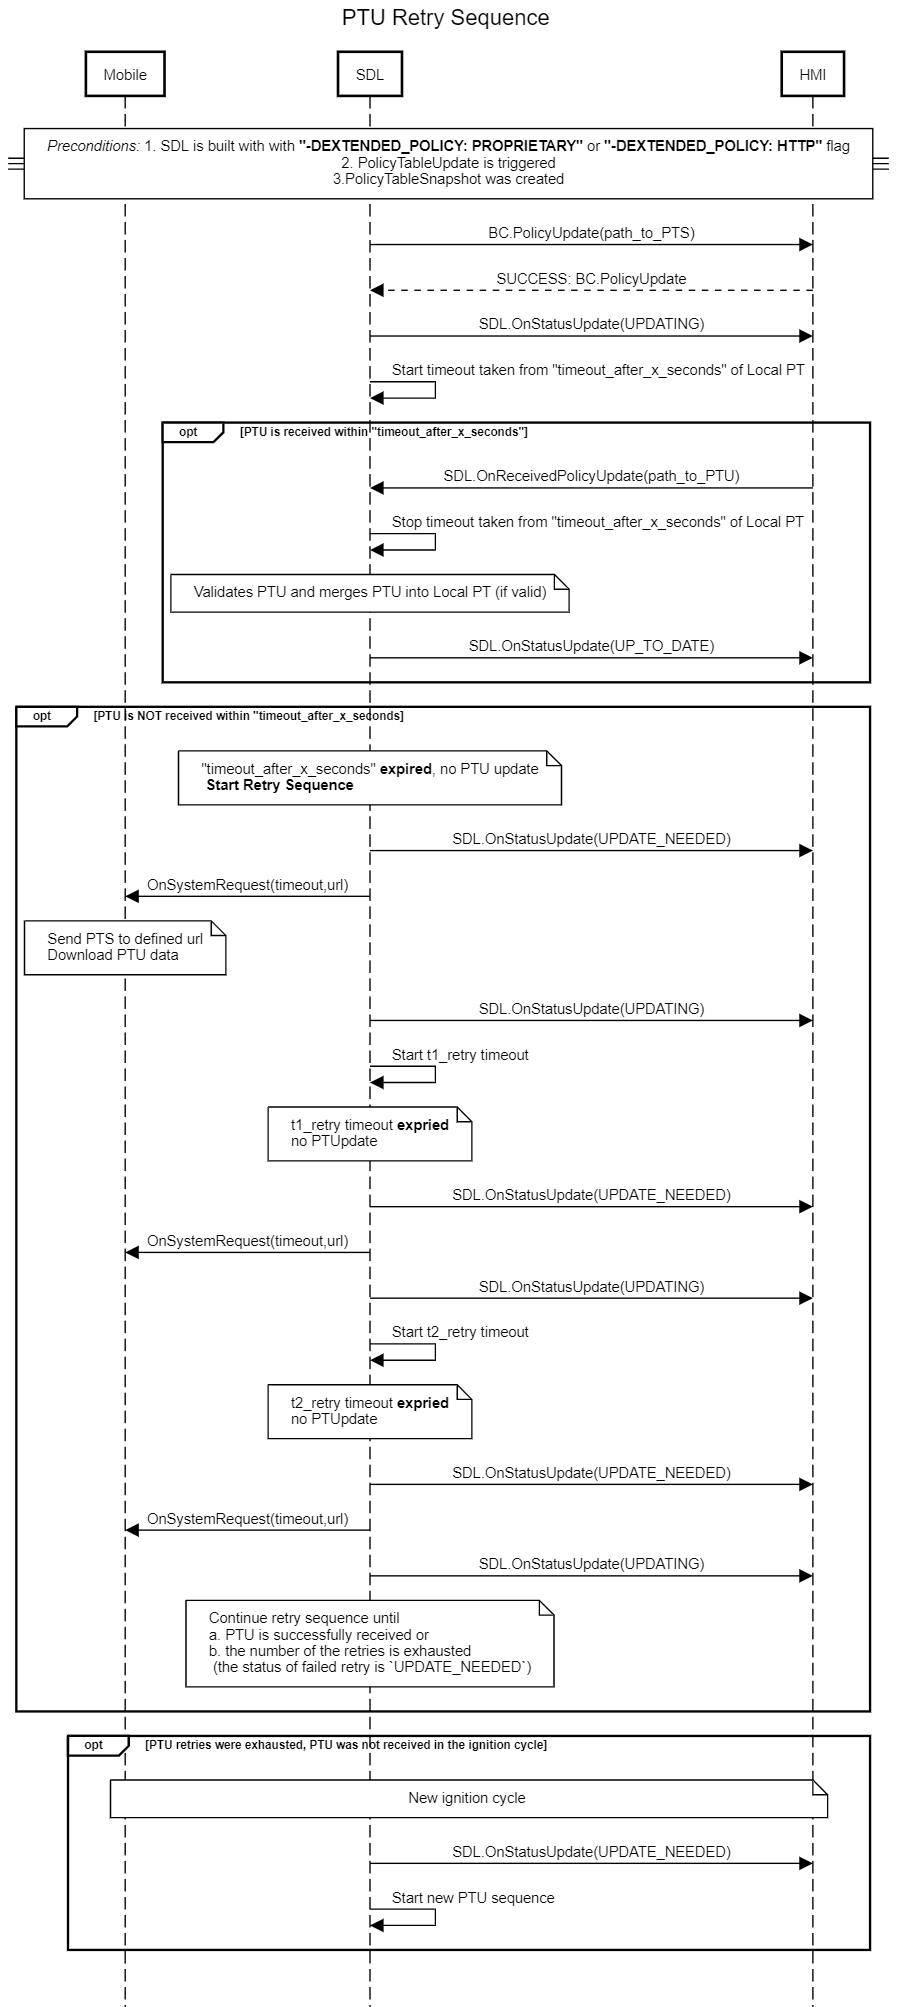 PTU Retry Sequence
Mobile
SDL
HMI
Preconditions: 1. SDL is built with with "-DEXTENDED_POLICY: PROPRIETARY" or "-DEXTENDED_POLICY: HTTP" flag
2. PolicyTableUpdate is triggered
3.PolicyTableSnapshot was created
BC.PolicyUpdate(path_to_PTS)
SUCCESS: BC.PolicyUpdate
SDL.OnStatusUpdate(UPDATING)
Start timeout taken from "timeout_after_x_seconds" of Local PT
opt [PTU is received within "timeout_after_x_seconds"]
SDL.OnReceivedPolicyUpdate(path_to_PTU)
Stop timeout taken from "timeout_after_x_seconds" of Local PT
Validates PTU and merges PTU into Local PT (if valid)
SDL.OnStatusUpdate(UP_TO_DATE)
opt [PTU is NOT received within "timeout_after_x_seconds]
"timeout_after_x_seconds" expired, no PTU update
Start Retry Sequence
SDL.OnStatusUpdate(UPDATE_NEEDED)
OnSystemRequest(timeout,url)
Send PTS to defined url
Download PTU data
SDL.OnStatusUpdate(UPDATING)
Start t1_retry timeout
t1_retry timeout expried
no PTUpdate
SDL.OnStatusUpdate(UPDATE_NEEDED)
OnSystemRequest(timeout,url)
SDL.OnStatusUpdate(UPDATING)
Start t2_retry timeout
t2_retry timeout expried
no PTUpdate
SDL.OnStatusUpdate(UPDATE_NEEDED)
OnSystemRequest(timeout,url)
SDL.OnStatusUpdate(UPDATING)
Continue retry sequence until
a. PTU is successfully received or
b. the number of the retries is exhausted
(the status of failed retry is `UPDATE_NEEDED`)
opt [PTU retries were exhausted, PTU was not received in the ignition cycle]
New ignition cycle
SDL.OnStatusUpdate(UPDATE_NEEDED)
Start new PTU sequence